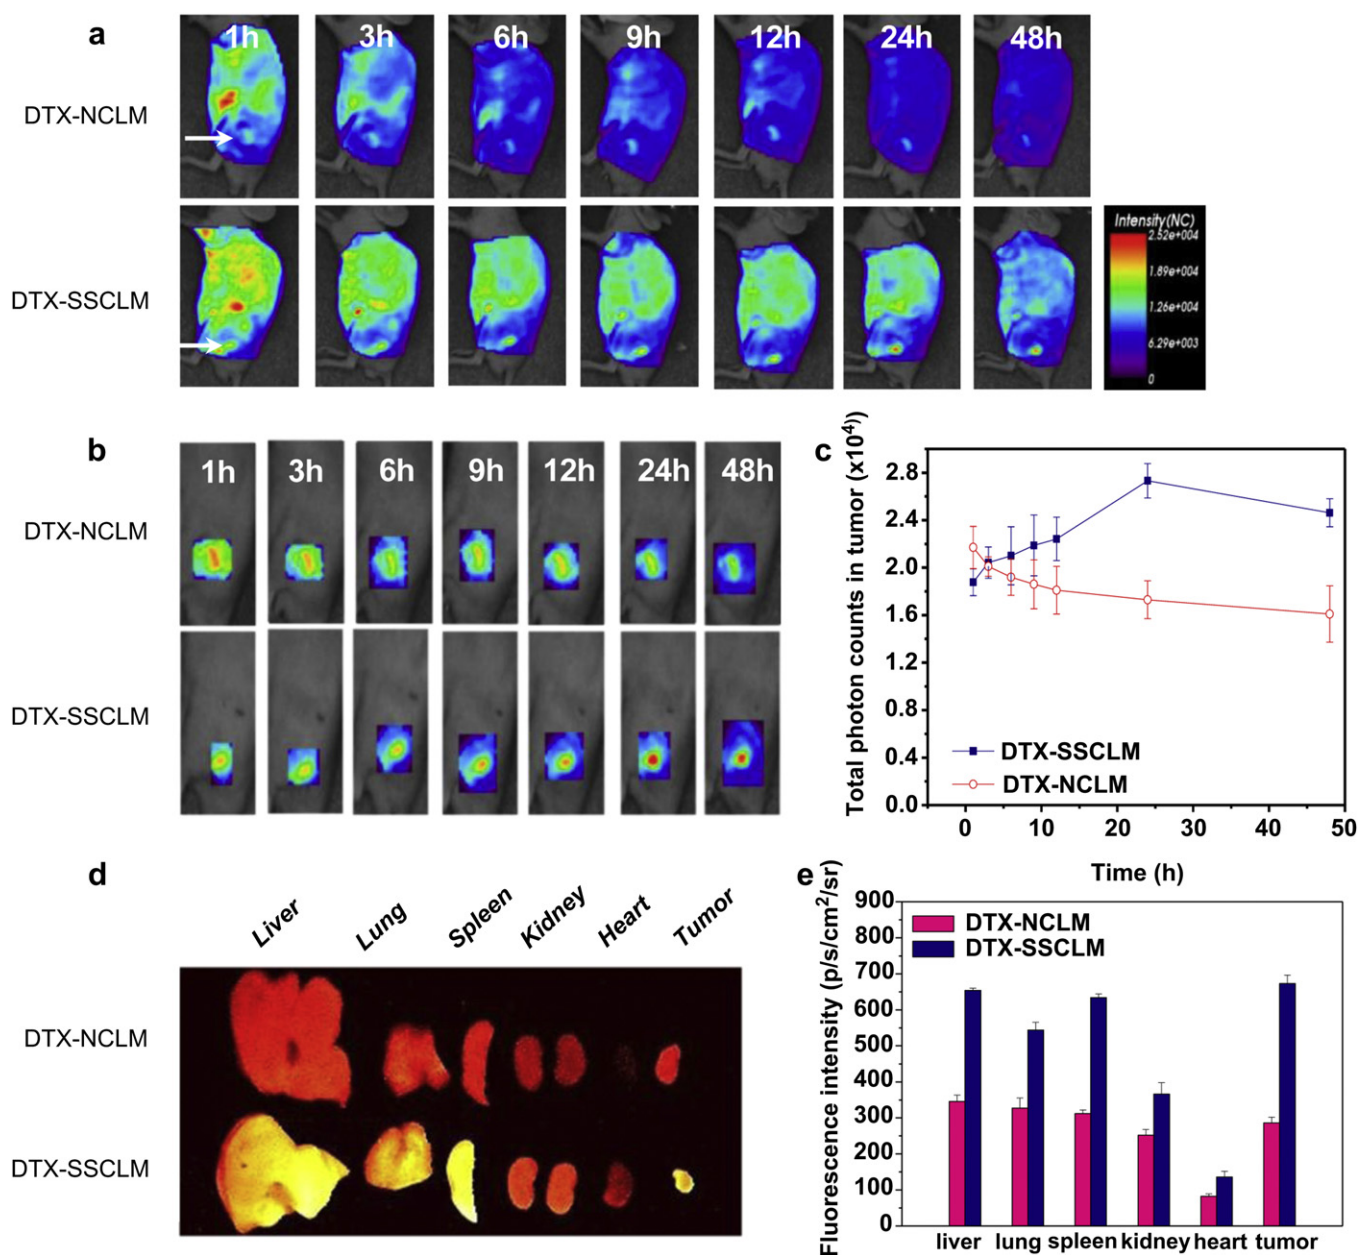 a
1h 3h 6h 9h 12h 24h 48h
DTX-NCLM
DTX-SSCLM
Intensity(NC)
2.52e+004
1.89e+004
1.26e+004
6.29e+003
0
b
1h 3h 6h 9h 12h 24h 48h
DTX-NCLM
DTX-SSCLM
c
Total photon counts in tumor (x10⁴)
2.8
2.4
2.0
1.6
1.2
0.8
0.4
0.0
DTX-SSCLM
DTX-NCLM
0 10 20 30 40 50
Time (h)
d
Liver Lung Spleen Kidney Heart Tumor
DTX-NCLM
DTX-SSCLM
e
Fluorescence intensity (p/s/cm²/sr)
900
800
700
600
500
400
300
200
100
0
DTX-NCLM
DTX-SSCLM
liver lung spleen kidney heart tumor